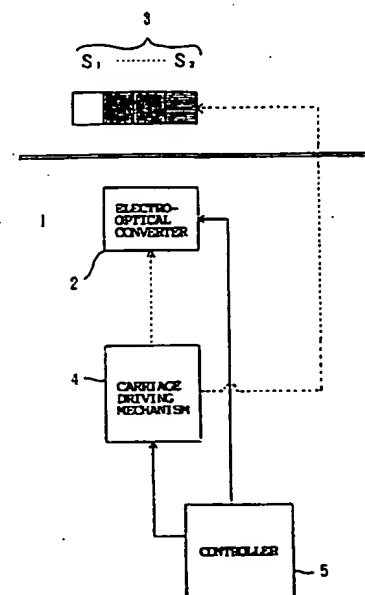 3
S₁ ········ S₂
1
ELECTRO-
OPTICAL
CONVERTER
2
4
CARRIAGE
DRIVING
MECHANISM
CONTROLLER
5